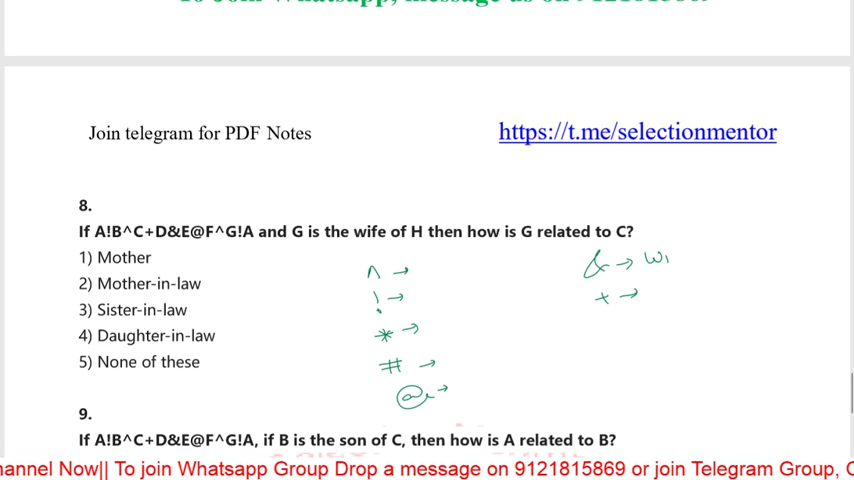 Join telegram for PDF Notes
https://t.me/selectionmentor
8.
If A!B^C+D&E@F^G!A and G is the wife of H then how is G related to C?
1) Mother
2) Mother-in-law
3) Sister-in-law
4) Daughter-in-law
5) None of these
^ →
! →
* →
# →
@ →
& → wi
+ →
9.
If A!B^C+D&E@F^G!A, if B is the son of C, then how is A related to B?
hannel Now|| To join Whatsapp Group Drop a message on 9121815869 or join Telegram Group, C